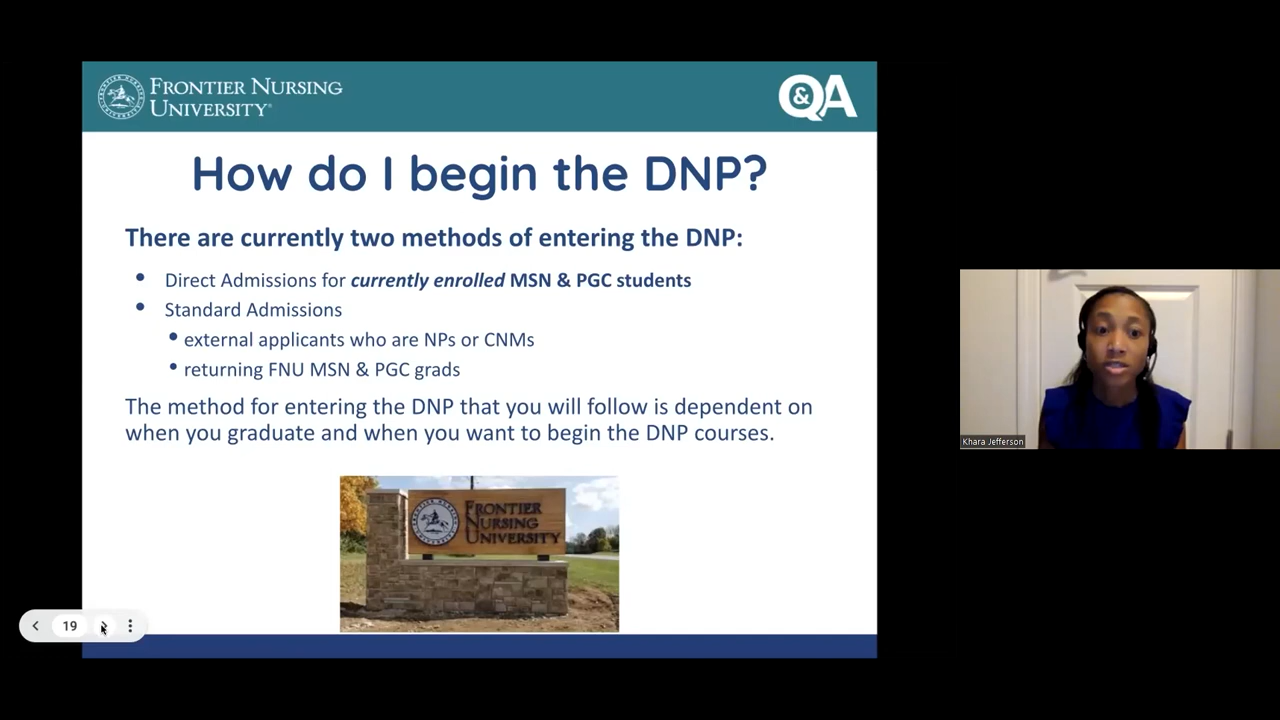 FRONTIER NURSING
UNIVERSITY®
Q&A
How do I begin the DNP?
There are currently two methods of entering the DNP:
• Direct Admissions for currently enrolled MSN & PGC students
• Standard Admissions
• external applicants who are NPs or CNMs
• returning FNU MSN & PGC grads
The method for entering the DNP that you will follow is dependent on
when you graduate and when you want to begin the DNP courses.
FRONTIER
NURSING
UNIVERSITY
19
Khara Jefferson